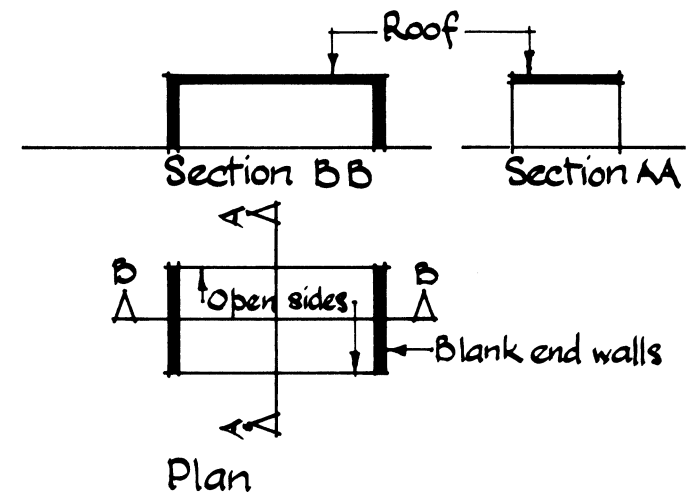 Roof
Section BB
Section AA
A
B
B
Open sides
Blank end walls
A
Plan